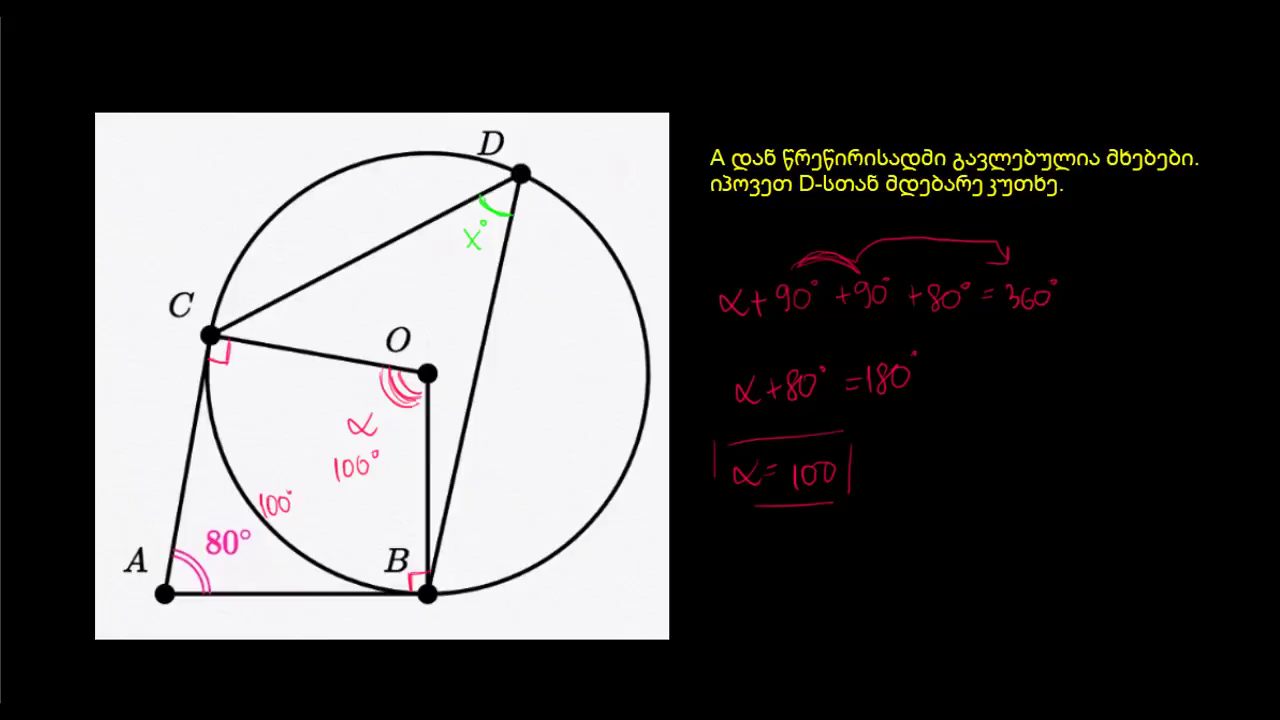 A დან წრეწირისადმი გავლებულია მხებები.
იპოვეთ D-სთან მდებარე კუთხე.
D
x°
C
O
α + 90° + 90° + 80° = 360°
α + 80° = 180°
α
100°
α = 100
100°
80°
A
B